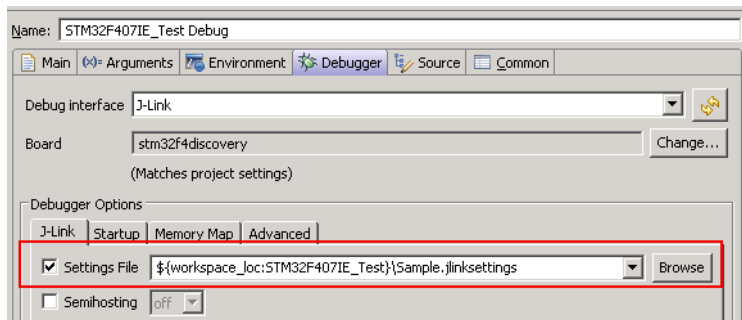 Name: STM32F407IE_Test Debug
Main (x)= Arguments Environment Debugger Source Common
Debug interface J-Link
Board stm32f4discovery Change...
(Matches project settings)
Debugger Options
J-Link Startup Memory Map Advanced
Settings File ${workspace_loc:STM32F407IE_Test}\Sample.jlinksettings Browse
Semihosting off